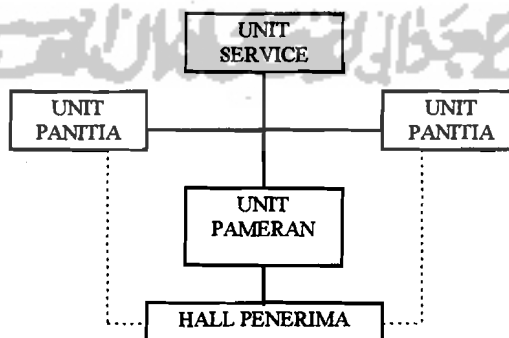 UNIT
SERVICE
UNIT
PANITIA
UNIT
PANITIA
UNIT
PAMERAN
HALL PENERIMA